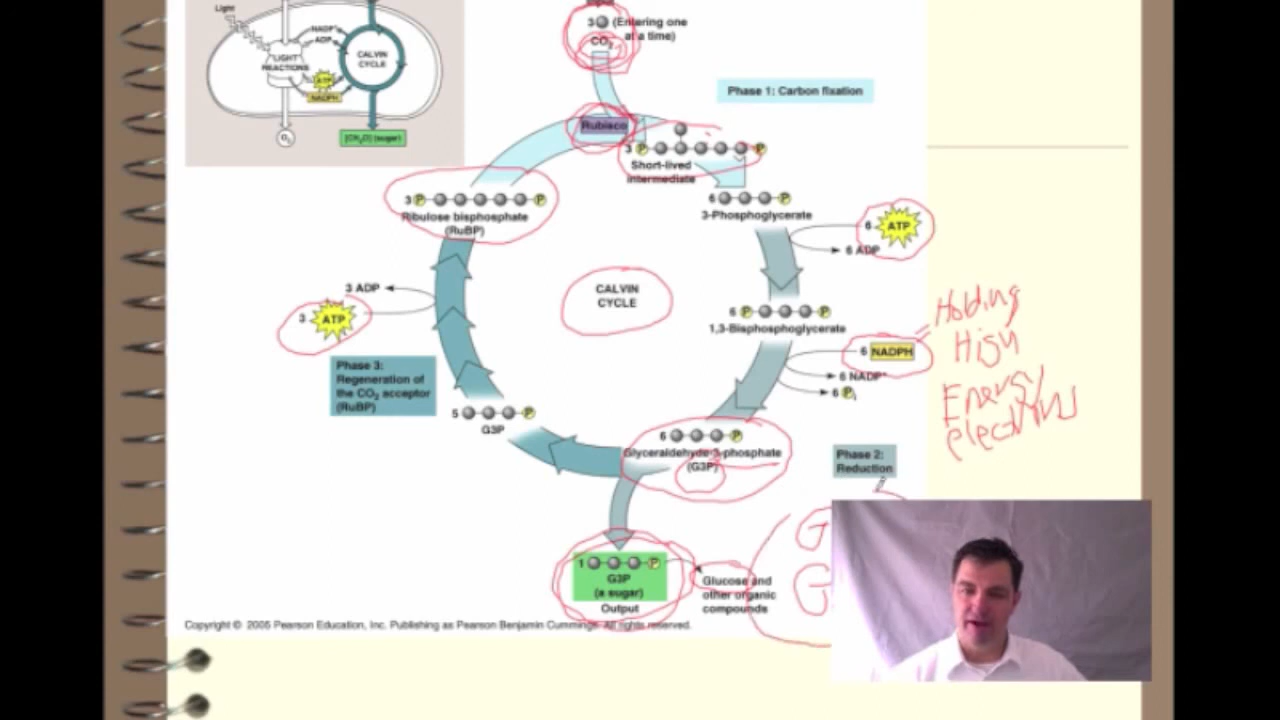 Light
NADP+
ADP
LIGHT
REACTIONS
CALVIN
CYCLE
ATP
NADPH
O2
[CH2O] (sugar)
3 (Entering one
at a time)
CO2
Phase 1: Carbon fixation
Rubisco
3 P P
Short-lived
intermediate
3 P P
Ribulose bisphosphate
(RuBP)
6 P
3-Phosphoglycerate
6 ATP
6 ADP
CALVIN
CYCLE
3 ADP
3 ATP
6 P P
1,3-Bisphosphoglycerate
6 NADPH
6 NADP+
6 Pi
Holding
High
Energy
electrons
Phase 3:
Regeneration of
the CO2 acceptor
(RuBP)
5 P
G3P
6 P
Glyceraldehyde-3-phosphate
(G3P)
Phase 2:
Reduction
1 P
G3P
(a sugar)
Output
Glucose and
other organic
compounds
G
G
Copyright © 2005 Pearson Education, Inc. Publishing as Pearson Benjamin Cummings. All rights reserved.